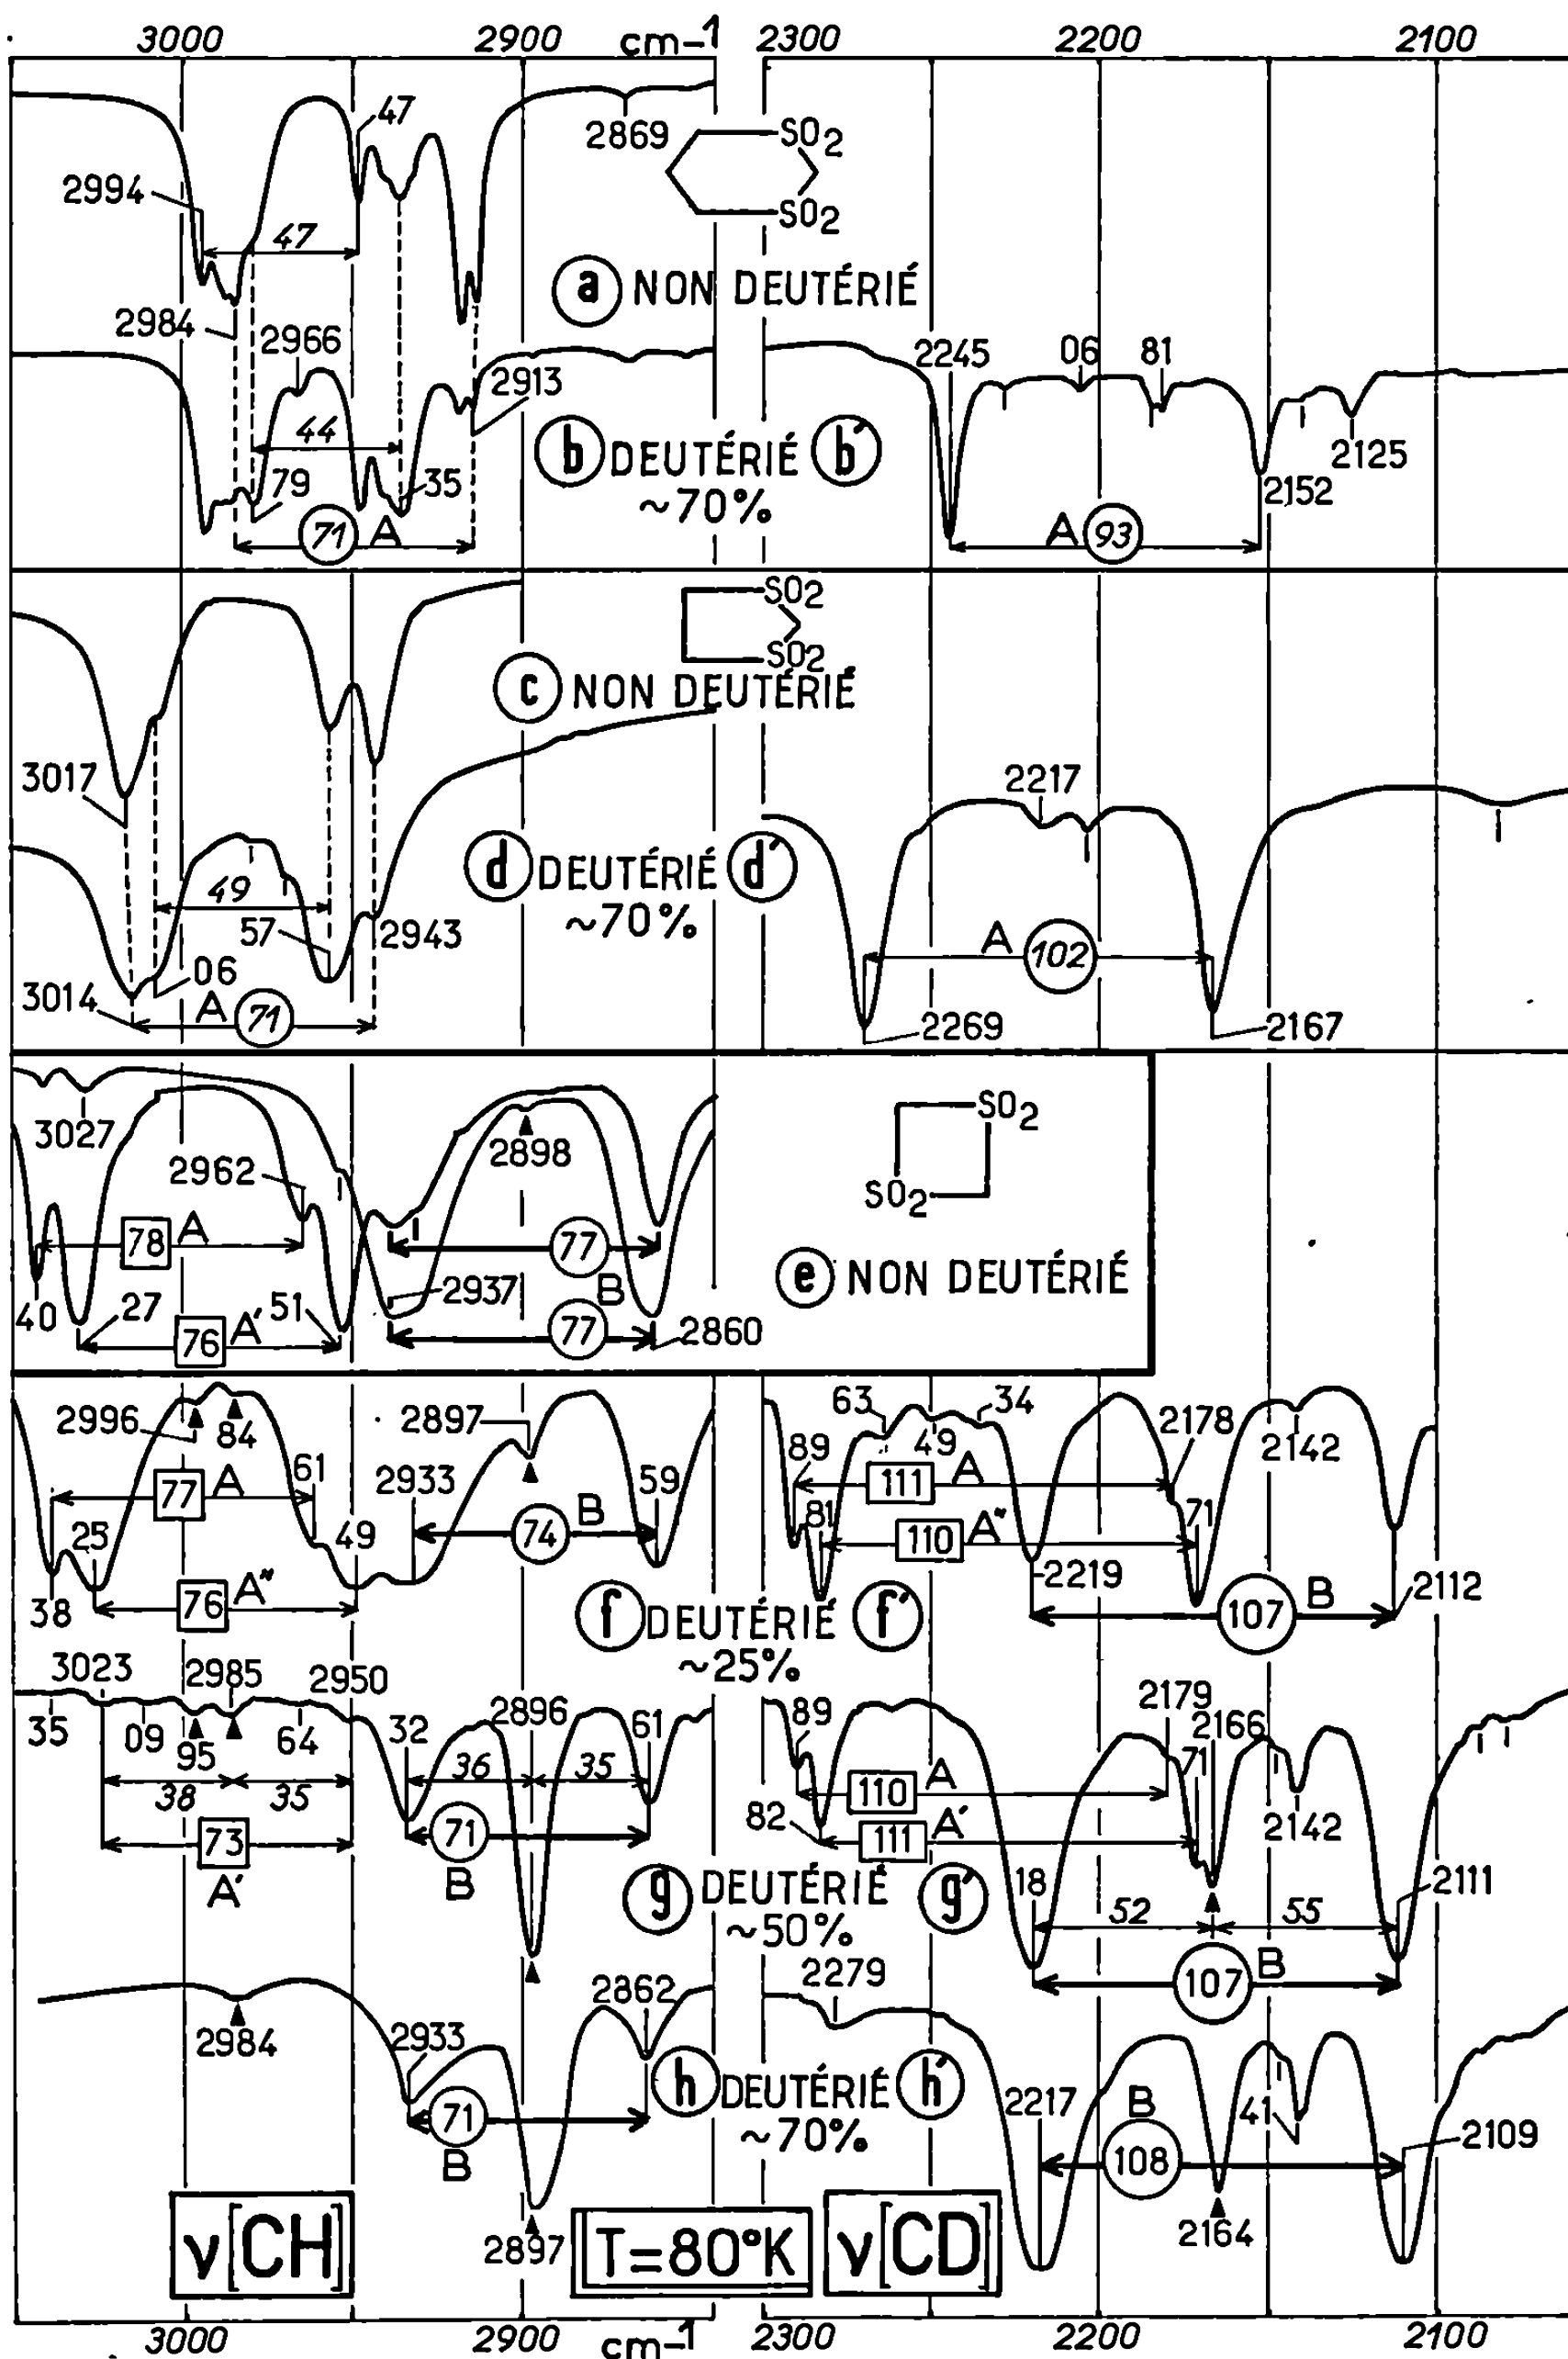 3000 2900 cm-1 2300 2200 2100
47
2869
SO2
2994
SO2
47
a NON DEUTÉRIÉ
2984 2966
2913
2245 06 81
44
b DEUTÉRIÉ b'
~70%
79 35
2125
2152
71 A
A 93
SO2
SO2
c NON DEUTÉRIÉ
3017
2217
d DEUTÉRIÉ d'
~70%
49
57 2943
06
3014 A 71
A 102
2269 2167
3027
2962
2898
SO2
SO2
78 A
77
B
e NON DEUTÉRIÉ
2937
40 27 51
76 A'
77 2860
2996 84
2897
63 49 34
2178
2142
89
61 2933 59
77 A
111 A
74 B
25 49
81 71
110 A"
38 76 A"
2219
2112
107 B
f DEUTÉRIÉ f'
~25%
3023 2985 2950
35 09 95 64
32 2896 61
89
2179 2166
71
38 35
36 35
110 A
82 111 A'
2142
73
A'
71
B
g DEUTÉRIÉ g'
~50%
18
2111
52 55
107 B
2984
2933 2862
2279
h DEUTÉRIÉ h'
~70%
71
B
2217
B
108
41
2109
2164
2897
ν[CH] T=80°K ν[CD]
3000 2900 cm-1 2300 2200 2100